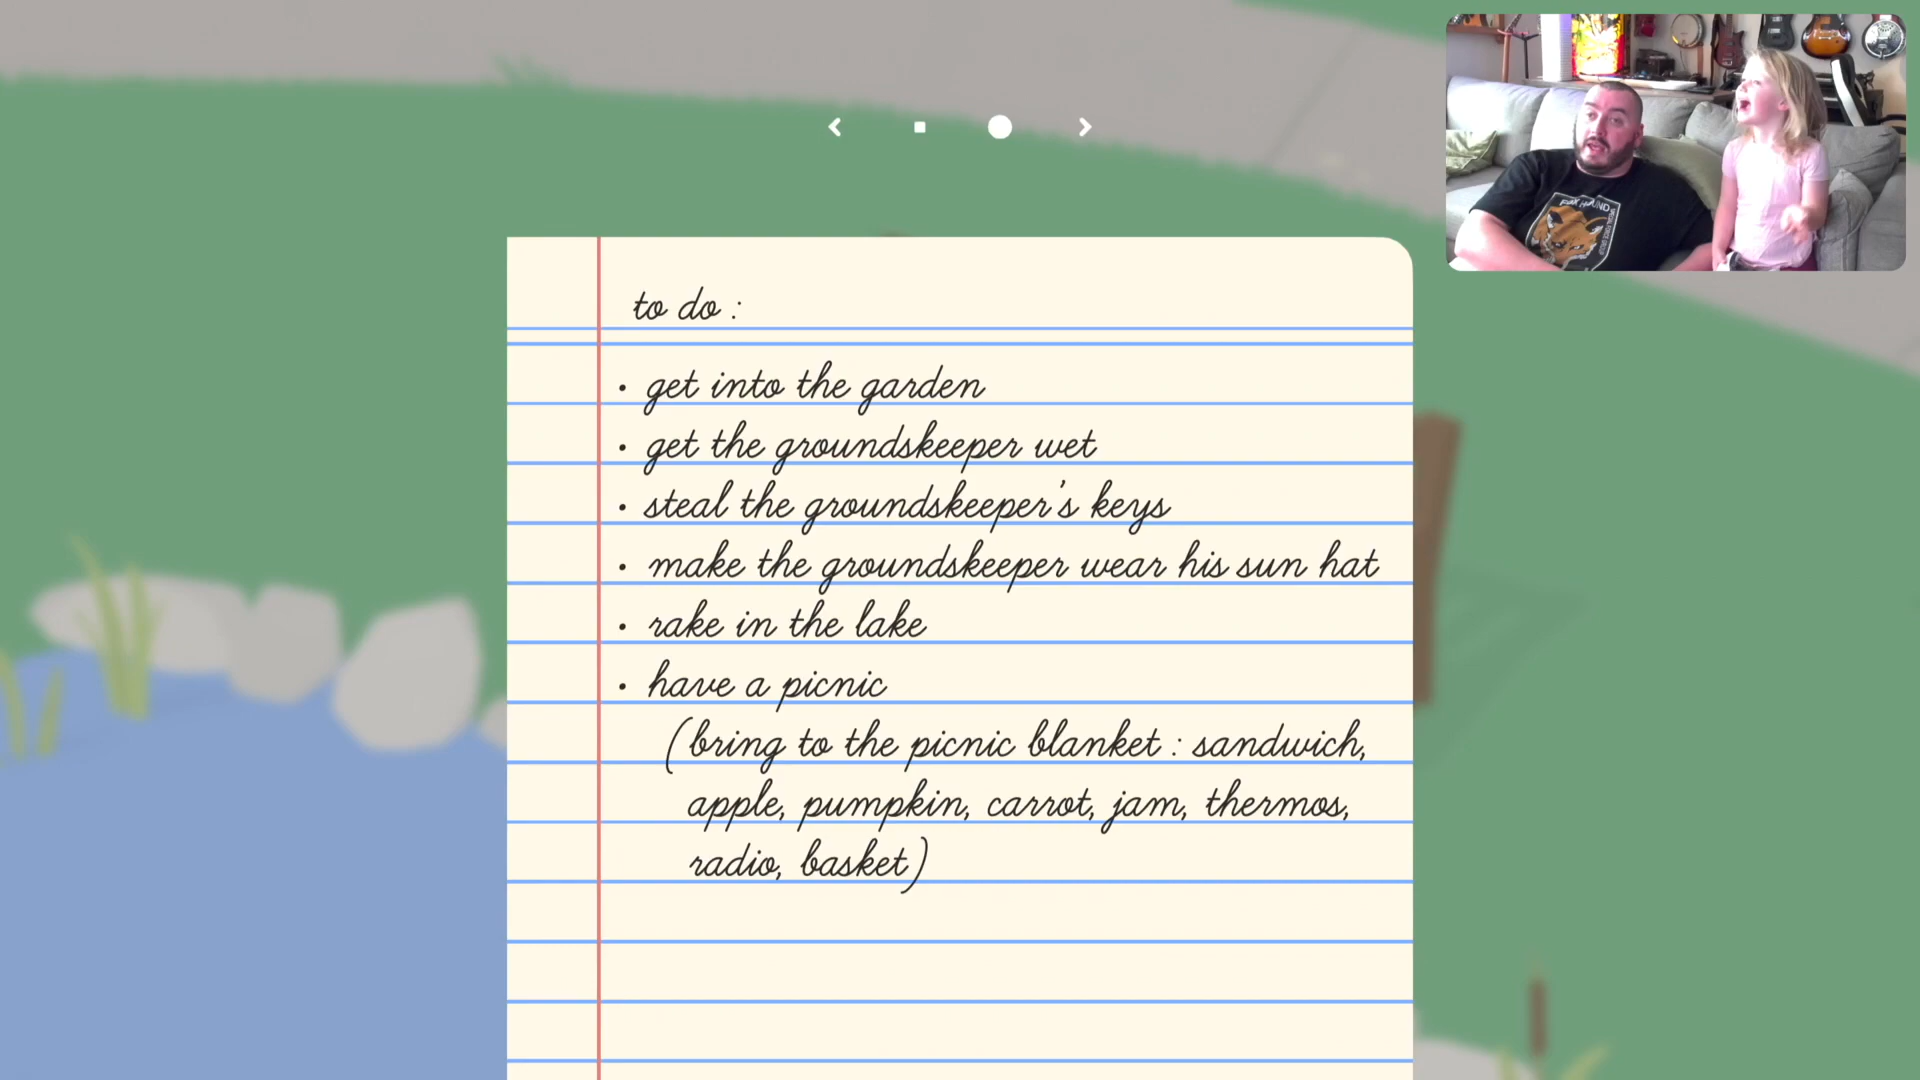 to do :
• get into the garden
• get the groundskeeper wet
• steal the groundskeeper's keys
• make the groundskeeper wear his sun hat
• rake in the lake
• have a picnic
(bring to the picnic blanket : sandwich,
apple, pumpkin, carrot, jam, thermos,
radio, basket)
FOX HOUND